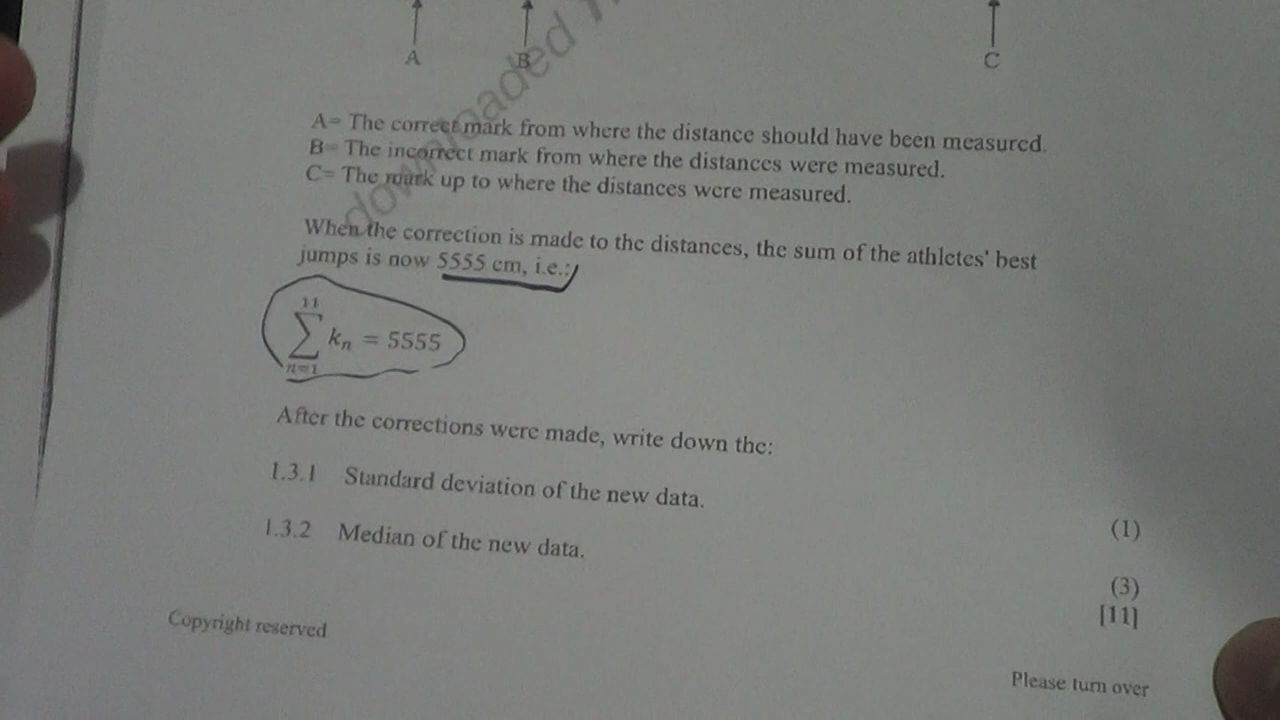 A B C
downloaded
A= The correct mark from where the distance should have been measured.
B= The incorrect mark from where the distances were measured.
C= The mark up to where the distances were measured.
When the correction is made to the distances, the sum of the athletes' best
jumps is now 5555 cm, i.e.:
11
∑ kₙ = 5555
n=1
After the corrections were made, write down the:
1.3.1 Standard deviation of the new data.
(1)
1.3.2 Median of the new data.
(3)
[11]
Copyright reserved
Please turn over